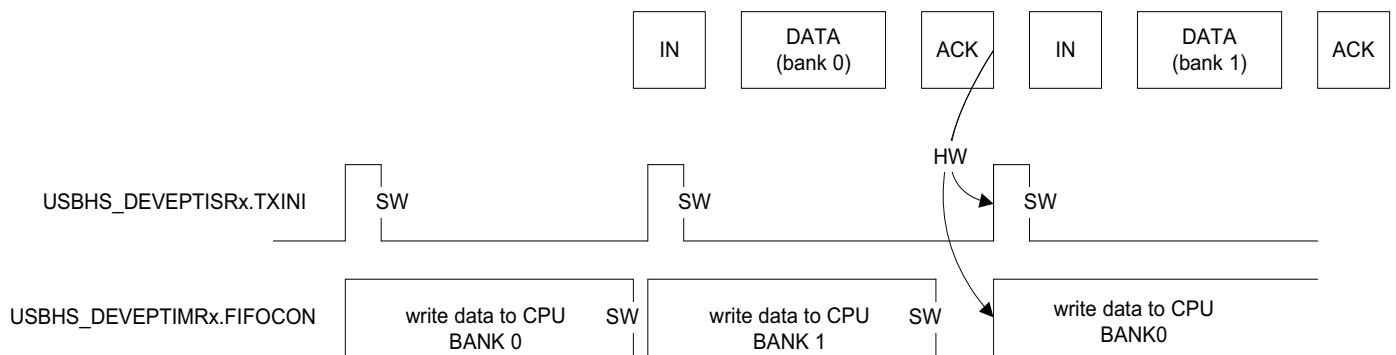 IN
DATA
(bank 0)
ACK
IN
DATA
(bank 1)
ACK
HW
USBHS_DEVEPTISRx.TXINI
SW
SW
SW
USBHS_DEVEPTIMRx.FIFOCON
write data to CPU
BANK 0
SW
write data to CPU
BANK 1
SW
write data to CPU
BANK0